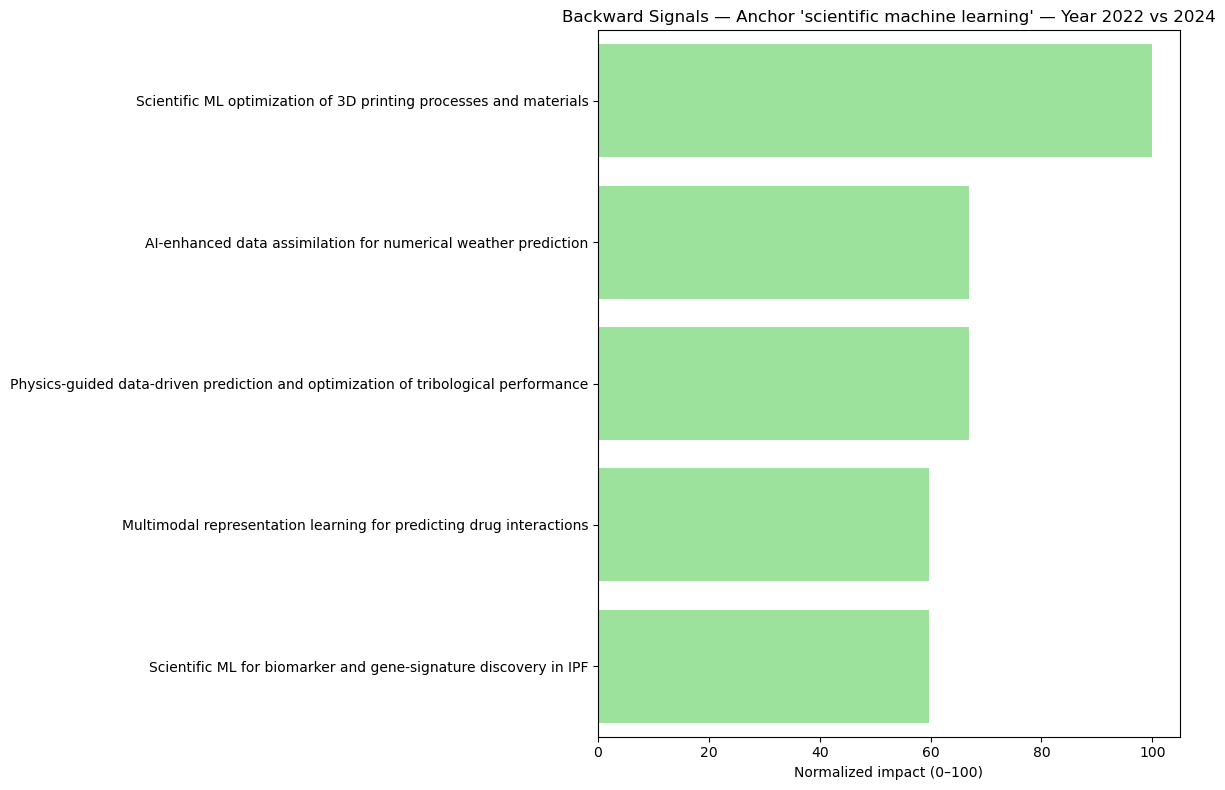 Backward Signals — Anchor 'scientific machine learning' — Year 2022 vs 2024
Scientific ML optimization of 3D printing processes and materials
AI-enhanced data assimilation for numerical weather prediction
Physics-guided data-driven prediction and optimization of tribological performance
Multimodal representation learning for predicting drug interactions
Scientific ML for biomarker and gene-signature discovery in IPF
0 20 40 60 80 100
Normalized impact (0–100)